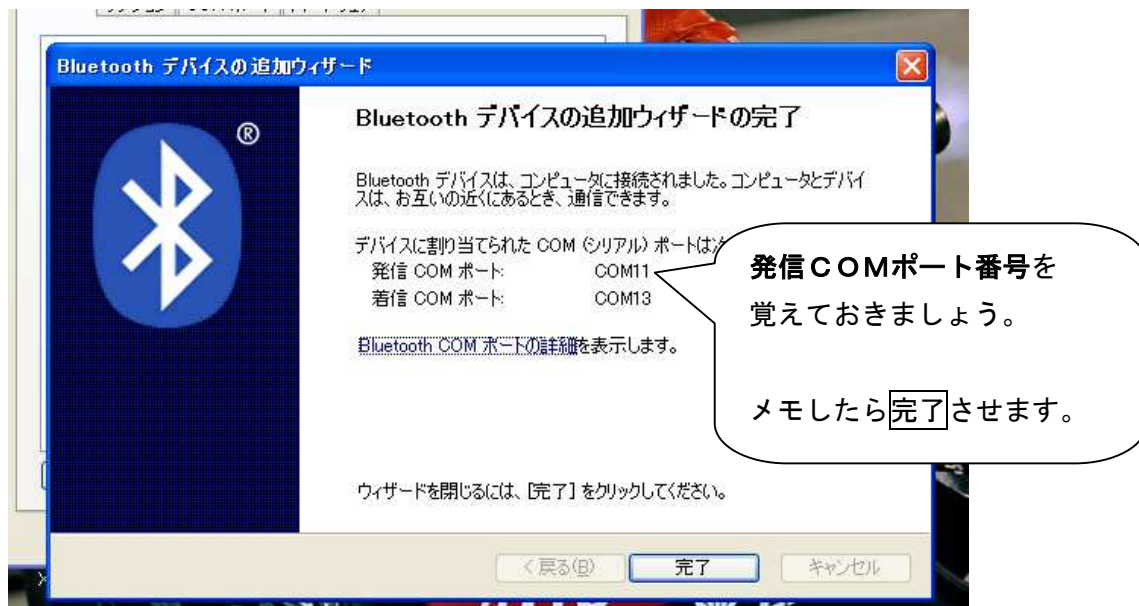 Bluetooth デバイスの追加ウィザード
®
Bluetooth デバイスの追加ウィザードの完了
Bluetooth デバイスは、コンピュータに接続されました。コンピュータとデバイ
スは、お互いの近くにあるとき、通信できます。
デバイスに割り当てられた COM (シリアル) ポートは
発信 COM ポート: COM11
着信 COM ポート: COM13
Bluetooth COM ポートの詳細を表示します。
発信COMポート番号を
覚えておきましょう。
メモしたら完了させます。
ウィザードを閉じるには、[完了] をクリックしてください。
< 戻る(B)
完了
キャンセル